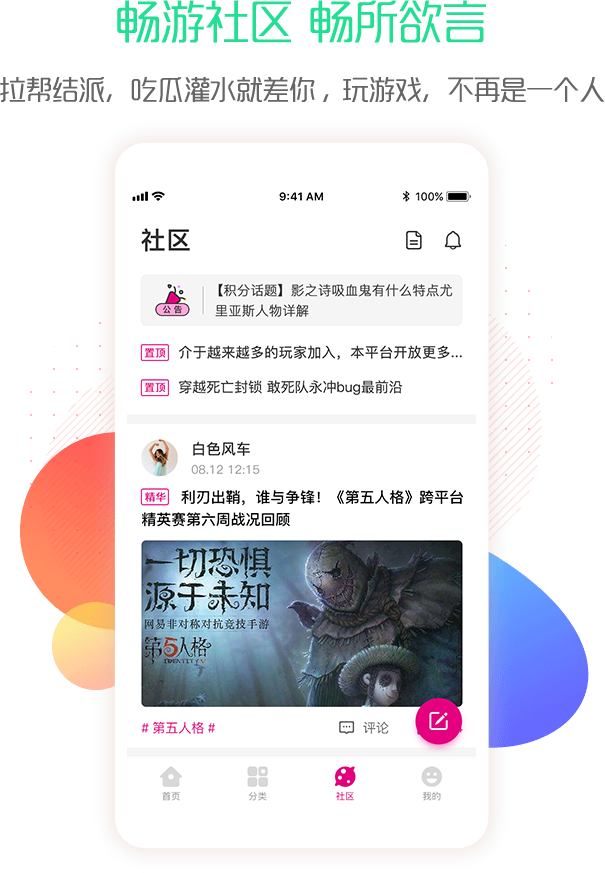 畅游社区 畅所欲言
拉帮结派，吃瓜灌水就差你，玩游戏，不再是一个人
9:41 AM
100%
社区
公告
【积分话题】影之诗吸血鬼有什么特点尤
里亚斯人物详解
置顶 介于越来越多的玩家加入，本平台开放更多...
置顶 穿越死亡封锁 敢死队永冲bug最前沿
白色风车
08.12 12:15
精华 利刃出鞘，谁与争锋！《第五人格》跨平台
精英赛第六周战况回顾
一切恐惧
源于未知
网易非对称对抗竞技手游
第5人格
IDENTITY V
# 第五人格 #
评论
首页 分类 社区 我的